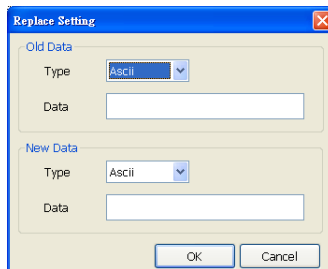 Replace Setting
Old Data
Type Ascii
Data
New Data
Type Ascii
Data
OK Cancel